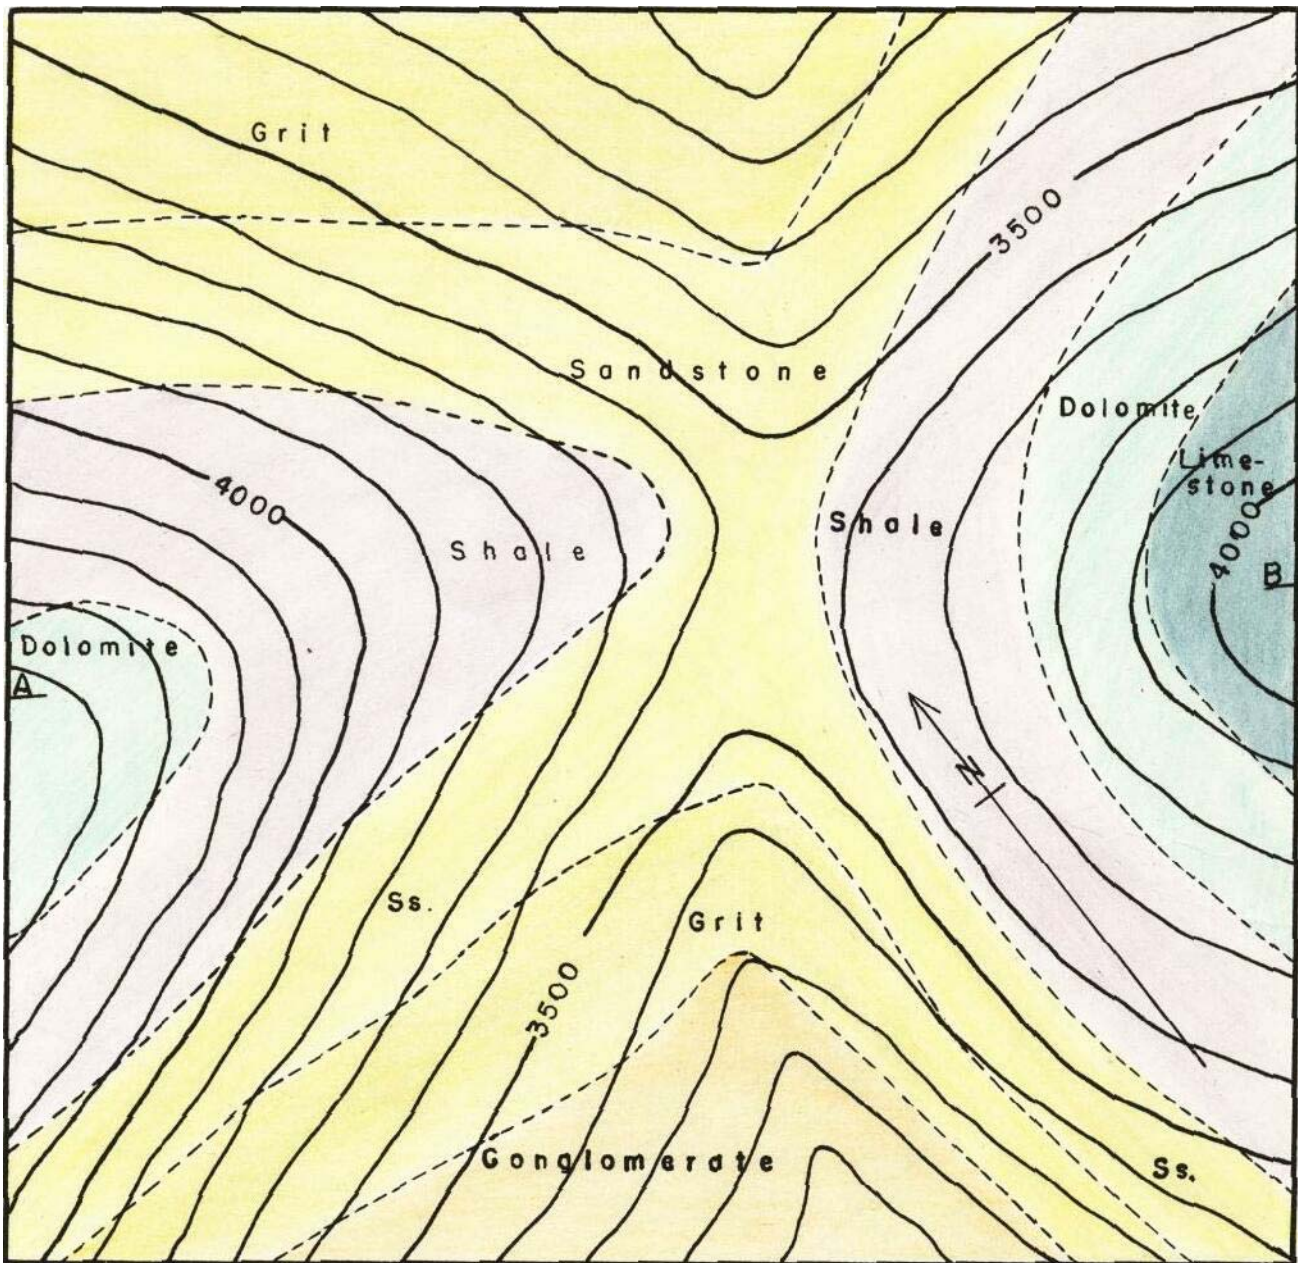 Grit
3500
Sandstone
Dolomite
Lime-
stone
4000
4000
Shale
Shale
B
Dolomite
A
N
Ss.
Grit
3500
Conglomerate
Ss.